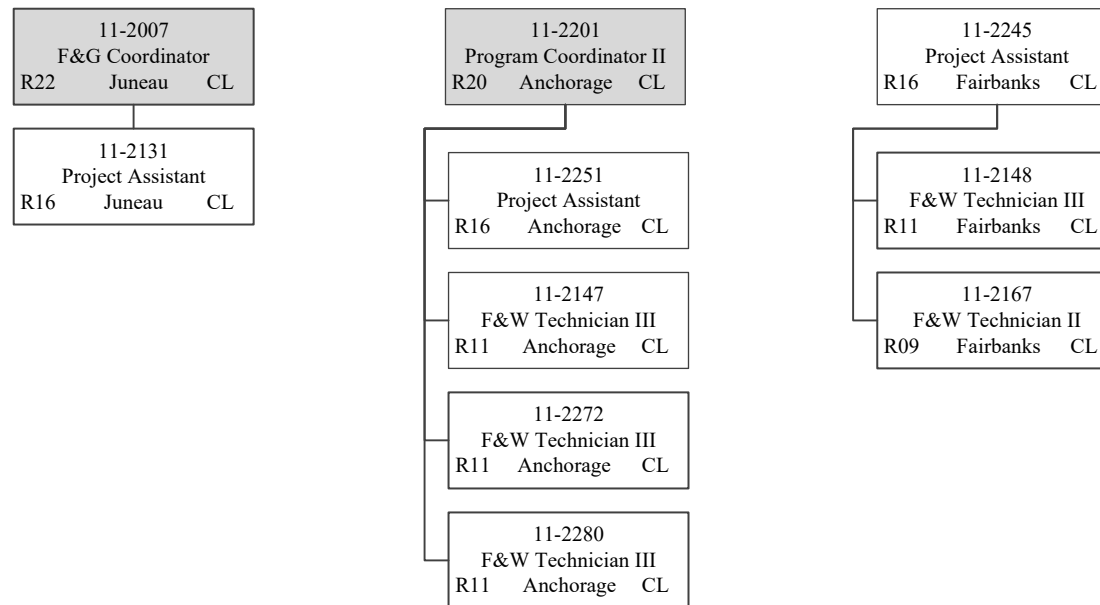 11-2007
F&G Coordinator
R22 Juneau CL
11-2131
Project Assistant
R16 Juneau CL
11-2201
Program Coordinator II
R20 Anchorage CL
11-2251
Project Assistant
R16 Anchorage CL
11-2147
F&W Technician III
R11 Anchorage CL
11-2272
F&W Technician III
R11 Anchorage CL
11-2280
F&W Technician III
R11 Anchorage CL
11-2245
Project Assistant
R16 Fairbanks CL
11-2148
F&W Technician III
R11 Fairbanks CL
11-2167
F&W Technician II
R09 Fairbanks CL